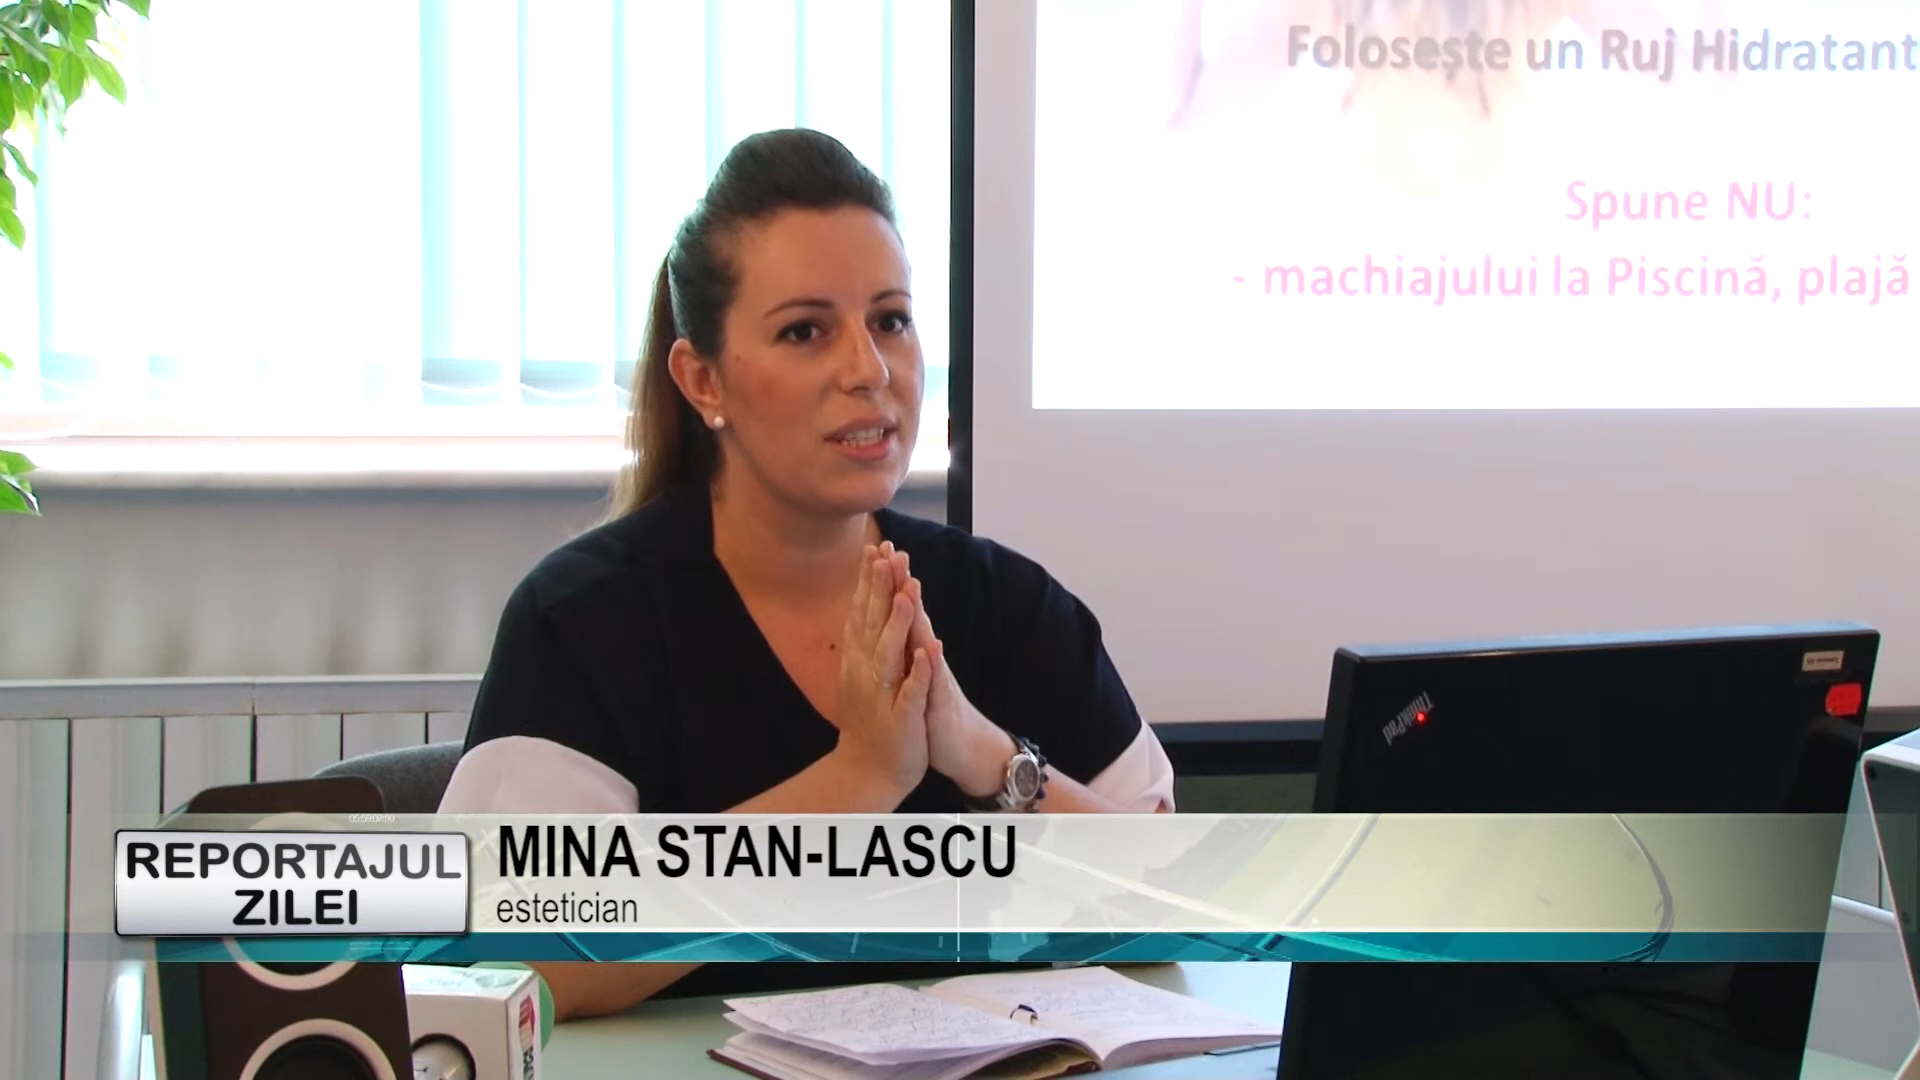 Folosește un Ruj Hidratant
Spune NU:
- machiajului la Piscină, plajă
ThinkPad
REPORTAJUL
ZILEI
MINA STAN-LASCU
estetician